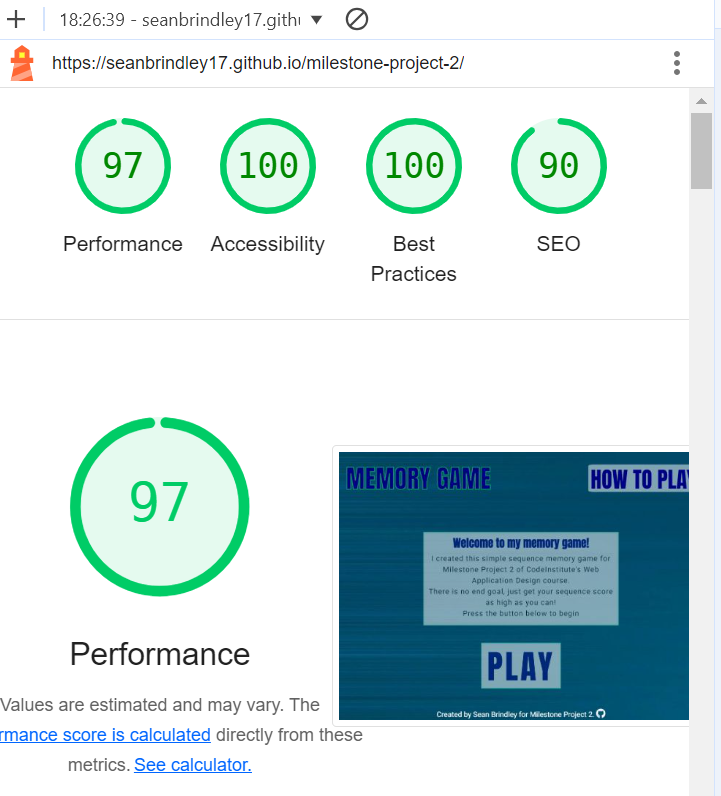 18:26:39 - seanbrindley17.githu
https://seanbrindley17.github.io/milestone-project-2/
97 100 100 90
Performance Accessibility Best Practices SEO
97
Performance
Values are estimated and may vary. The
rmance score is calculated directly from these
metrics. See calculator.
MEMORY GAME HOW TO PLA
Welcome to my memory game!
I created this simple sequence memory game for
Milestone Project 2 of CodeInstitute's Web
Application Design course.
There is no end goal, just get your sequence score
as high as you can!
Press the button below to begin
PLAY
Created by Sean Brindley for Milestone Project 2.